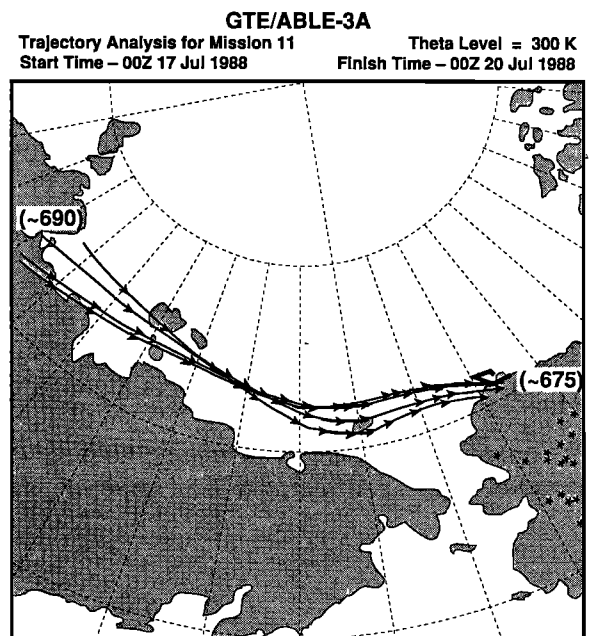 GTE/ABLE-3A
Trajectory Analysis for Mission 11
Theta Level = 300 K
Start Time – 00Z 17 Jul 1988
Finish Time – 00Z 20 Jul 1988
(~690)
(~675)